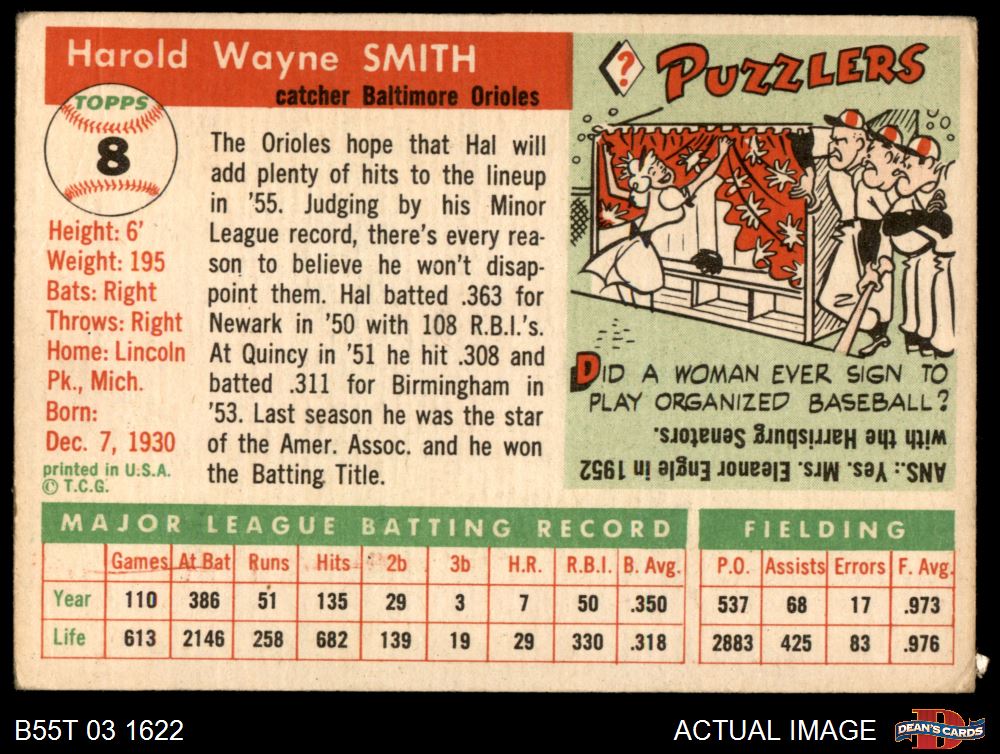 Harold Wayne SMITH
catcher Baltimore Orioles
TOPPS
8
Height: 6'
Weight: 195
Bats: Right
Throws: Right
Home: Lincoln
Pk., Mich.
Born:
Dec. 7, 1930
printed in U.S.A.
© T.C.G.
The Orioles hope that Hal will
add plenty of hits to the lineup
in '55. Judging by his Minor
League record, there's every rea-
son to believe he won't disap-
point them. Hal batted .363 for
Newark in '50 with 108 R.B.I.'s.
At Quincy in '51 he hit .308 and
batted .311 for Birmingham in
'53. Last season he was the star
of the Amer. Assoc. and he won
the Batting Title.
? PUZZLERS
DID A WOMAN EVER SIGN TO
PLAY ORGANIZED BASEBALL?
ANS.: Yes. Mrs. Eleanor Engle in 1952
with the Harrisburg Senators.
MAJOR LEAGUE BATTING RECORD FIELDING
Games At Bat Runs Hits 2b 3b H.R. R.B.I. B. Avg. P.O. Assists Errors F. Avg.
Year 110 386 51 135 29 3 7 50 .350 537 68 17 .973
Life 613 2146 258 682 139 19 29 330 .318 2883 425 83 .976
B55T 03 1622 ACTUAL IMAGE DEAN'S CARDS